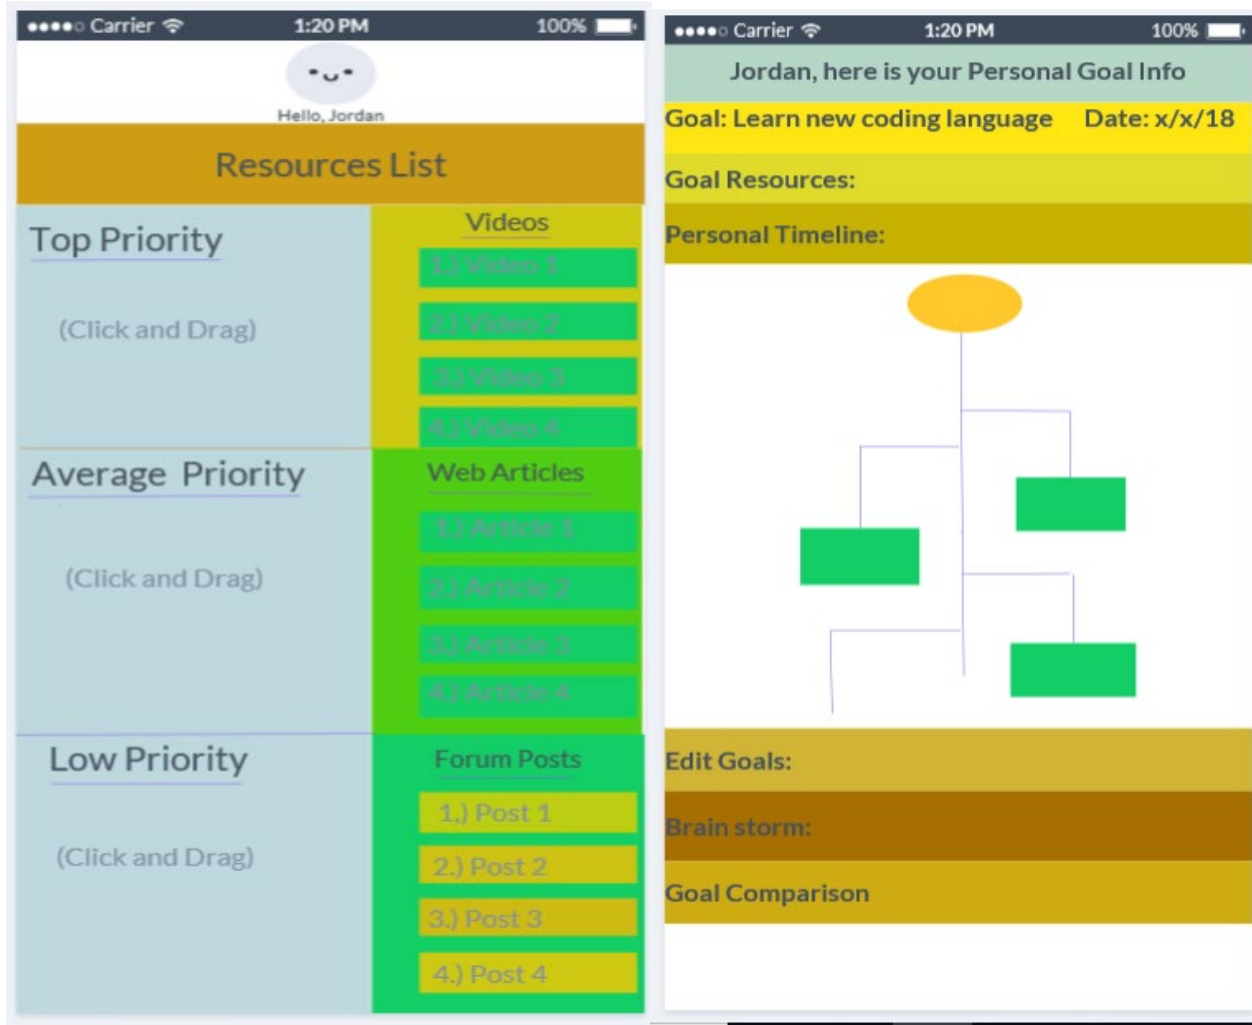 Carrier 1:20 PM 100%
Hello, Jordan
Resources List
Top Priority
(Click and Drag)
Videos
1.) Video 1
2.) Video 2
3.) Video 3
4.) Video 4
Average Priority
(Click and Drag)
Web Articles
1.) Article 1
2.) Article 2
3.) Article 3
4.) Article 4
Low Priority
(Click and Drag)
Forum Posts
1.) Post 1
2.) Post 2
3.) Post 3
4.) Post 4
Carrier 1:20 PM 100%
Jordan, here is your Personal Goal Info
Goal: Learn new coding language Date: x/x/18
Goal Resources:
Personal Timeline:
Edit Goals:
Brain storm:
Goal Comparison